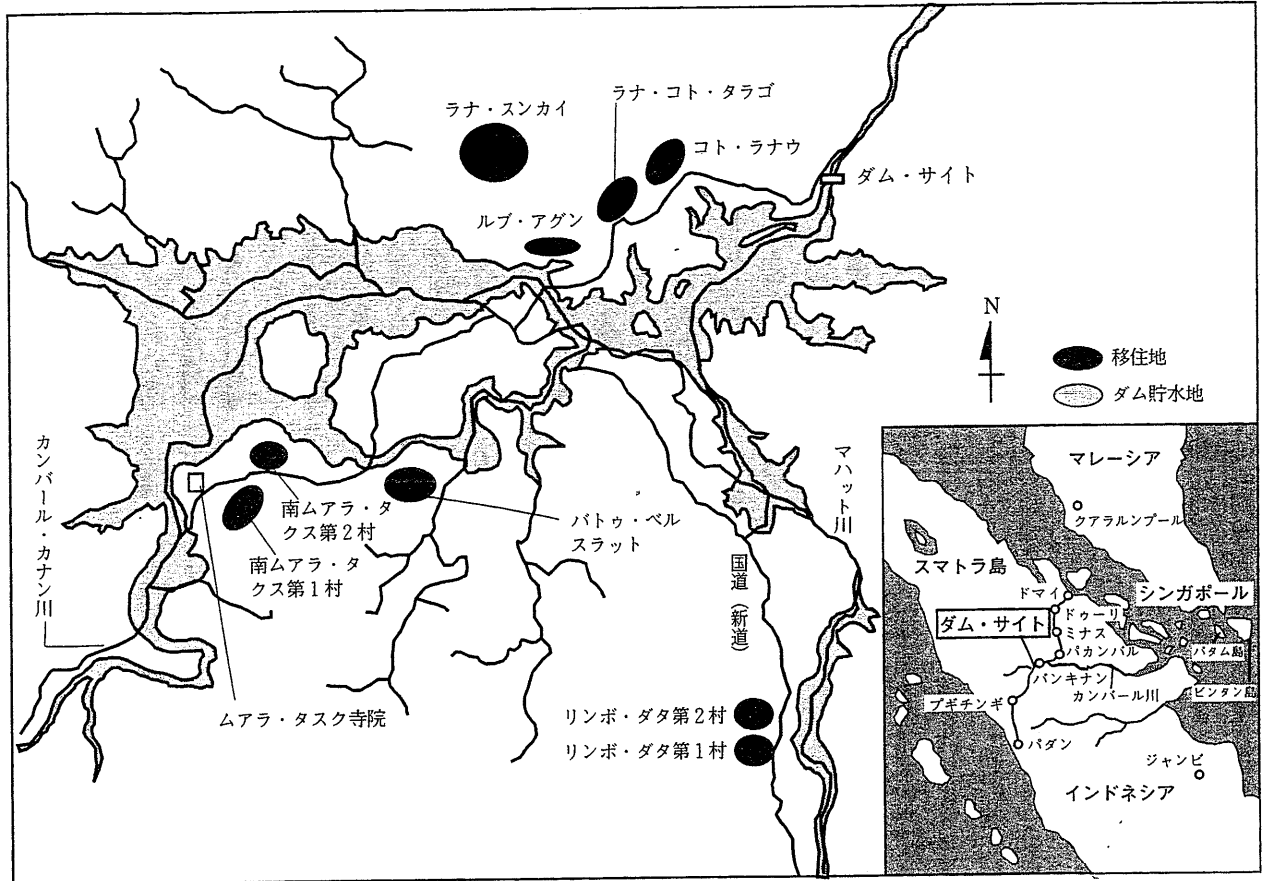 ラナ・スンカイ
ラナ・コト・タラゴ
コト・ラナウ
ダム・サイト
ルブ・アグン
N
移住地
ダム貯水地
カンパール・カナン川
南ムアラ・タ
クス第2村
南ムアラ・タ
クス第1村
バトゥ・ベル
スラット
マハット川
国道（新道）
ムアラ・タスク寺院
リンボ・ダタ第2村
リンボ・ダタ第1村
マレーシア
クアラルンプール
スマトラ島
ドマイ
シンガポール
ドゥーリ
ダム・サイト
ミナス
バタム島
パカンバル
バンキナン
カンパール川
ビンタン島
ブギチンギ
パダン
ジャンビ
インドネシア